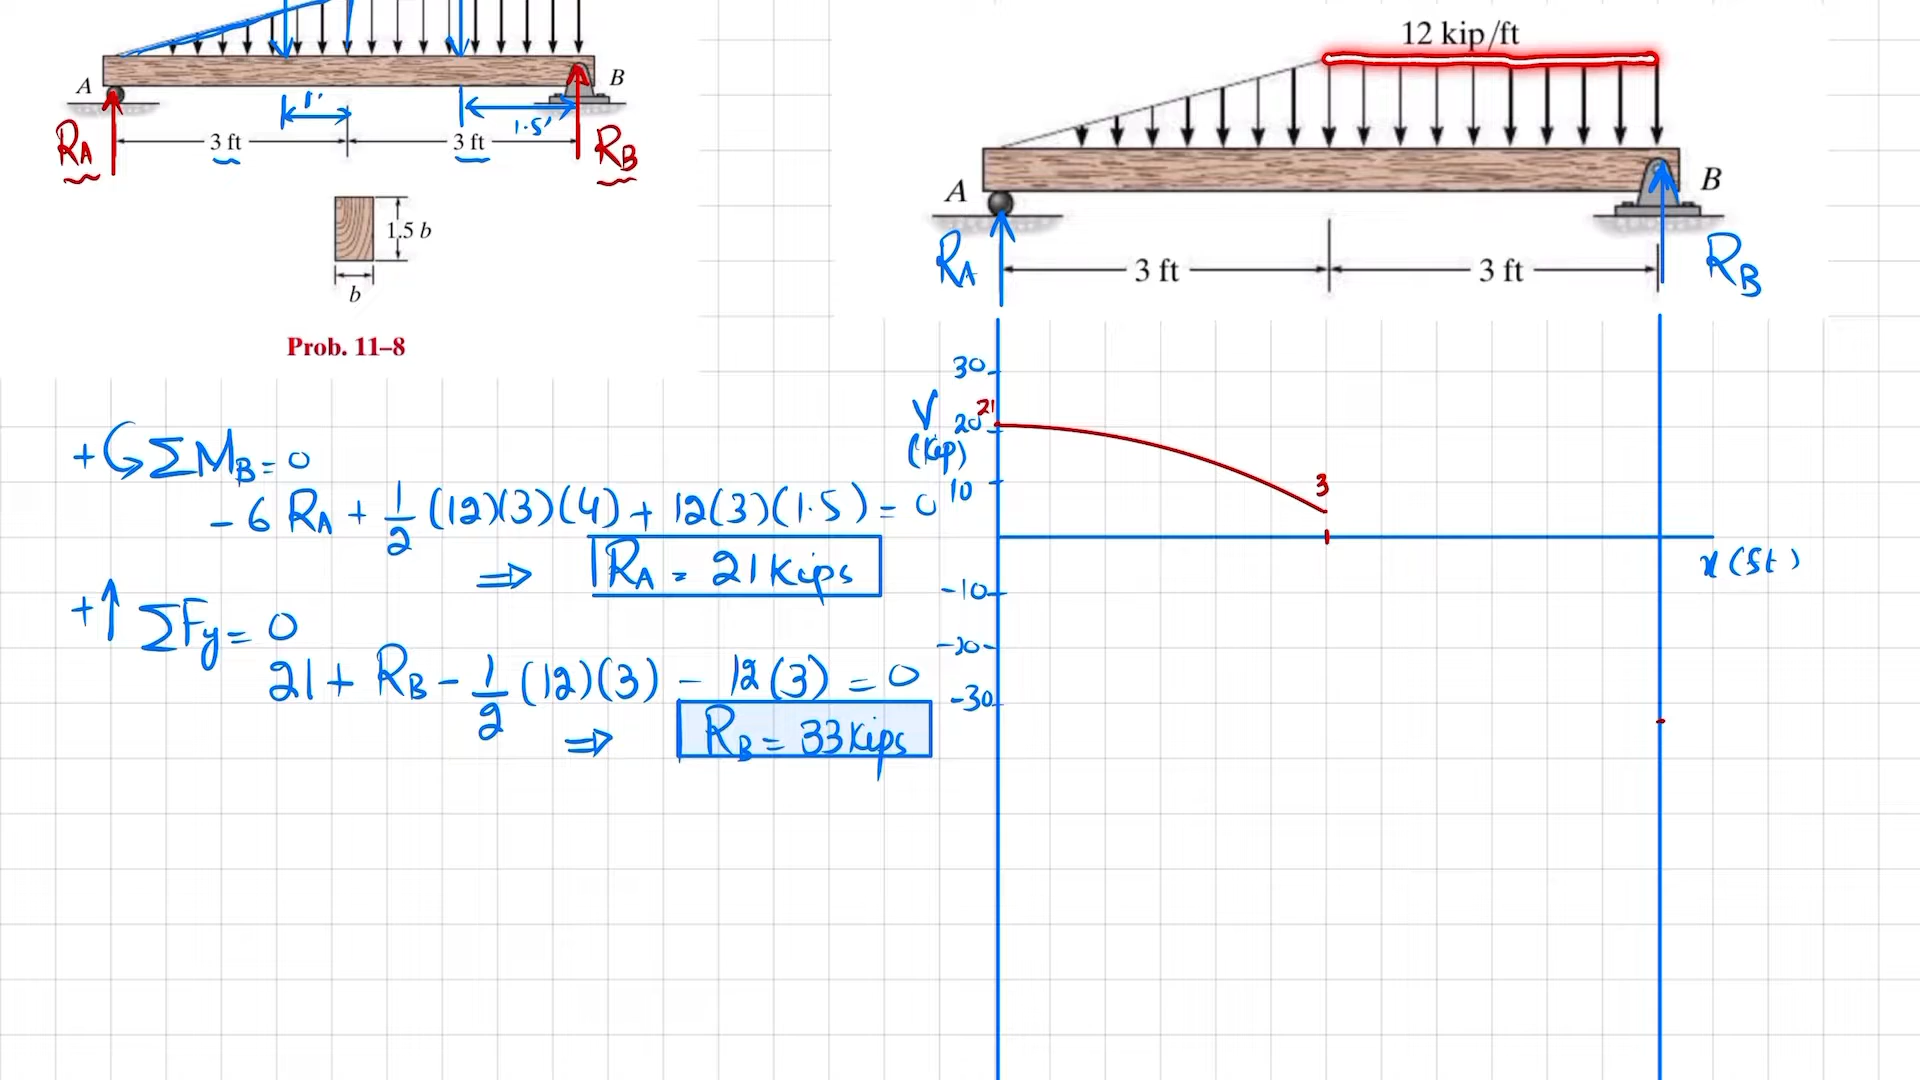 A
B
1'
1.5'
3 ft
3 ft
R_A
R_B
1.5 b
b
Prob. 11–8
+ ΣM_B = 0
- 6 R_A + 1/2 (12)(3)(4) + 12(3)(1.5) = 0
⇒ R_A = 21 Kips
+↑ ΣFy = 0
21 + R_B - 1/2 (12)(3) - 12(3) = 0
⇒ R_B = 33 Kips
12 kip/ft
A
B
R_A
3 ft
3 ft
R_B
30
V
(kip)
21
20
10
3
x (ft)
-10
-20
-30